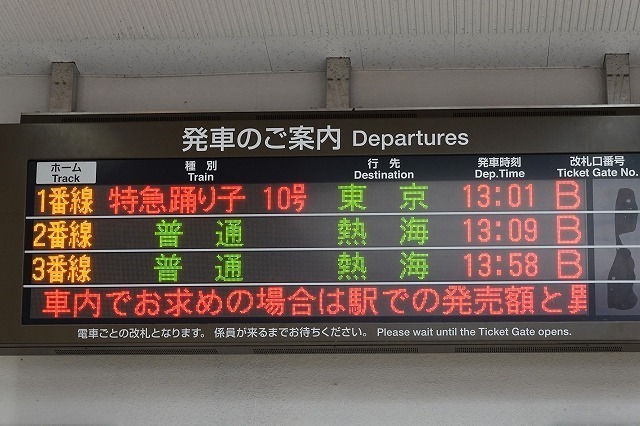 発車のご案内 Departures
ホーム 種別 行先 発車時刻 改札口番号
Track Train Destination Dep.Time Ticket Gate No.
1番線 特急踊り子 10号 東京 13:01 B
2番線 普通 熱海 13:09 B
3番線 普通 熱海 13:58 B
車内でお求めの場合は駅での発売額と異
電車ごとの改札となります。係員が来るまでお待ちください。 Please wait until the Ticket Gate opens.